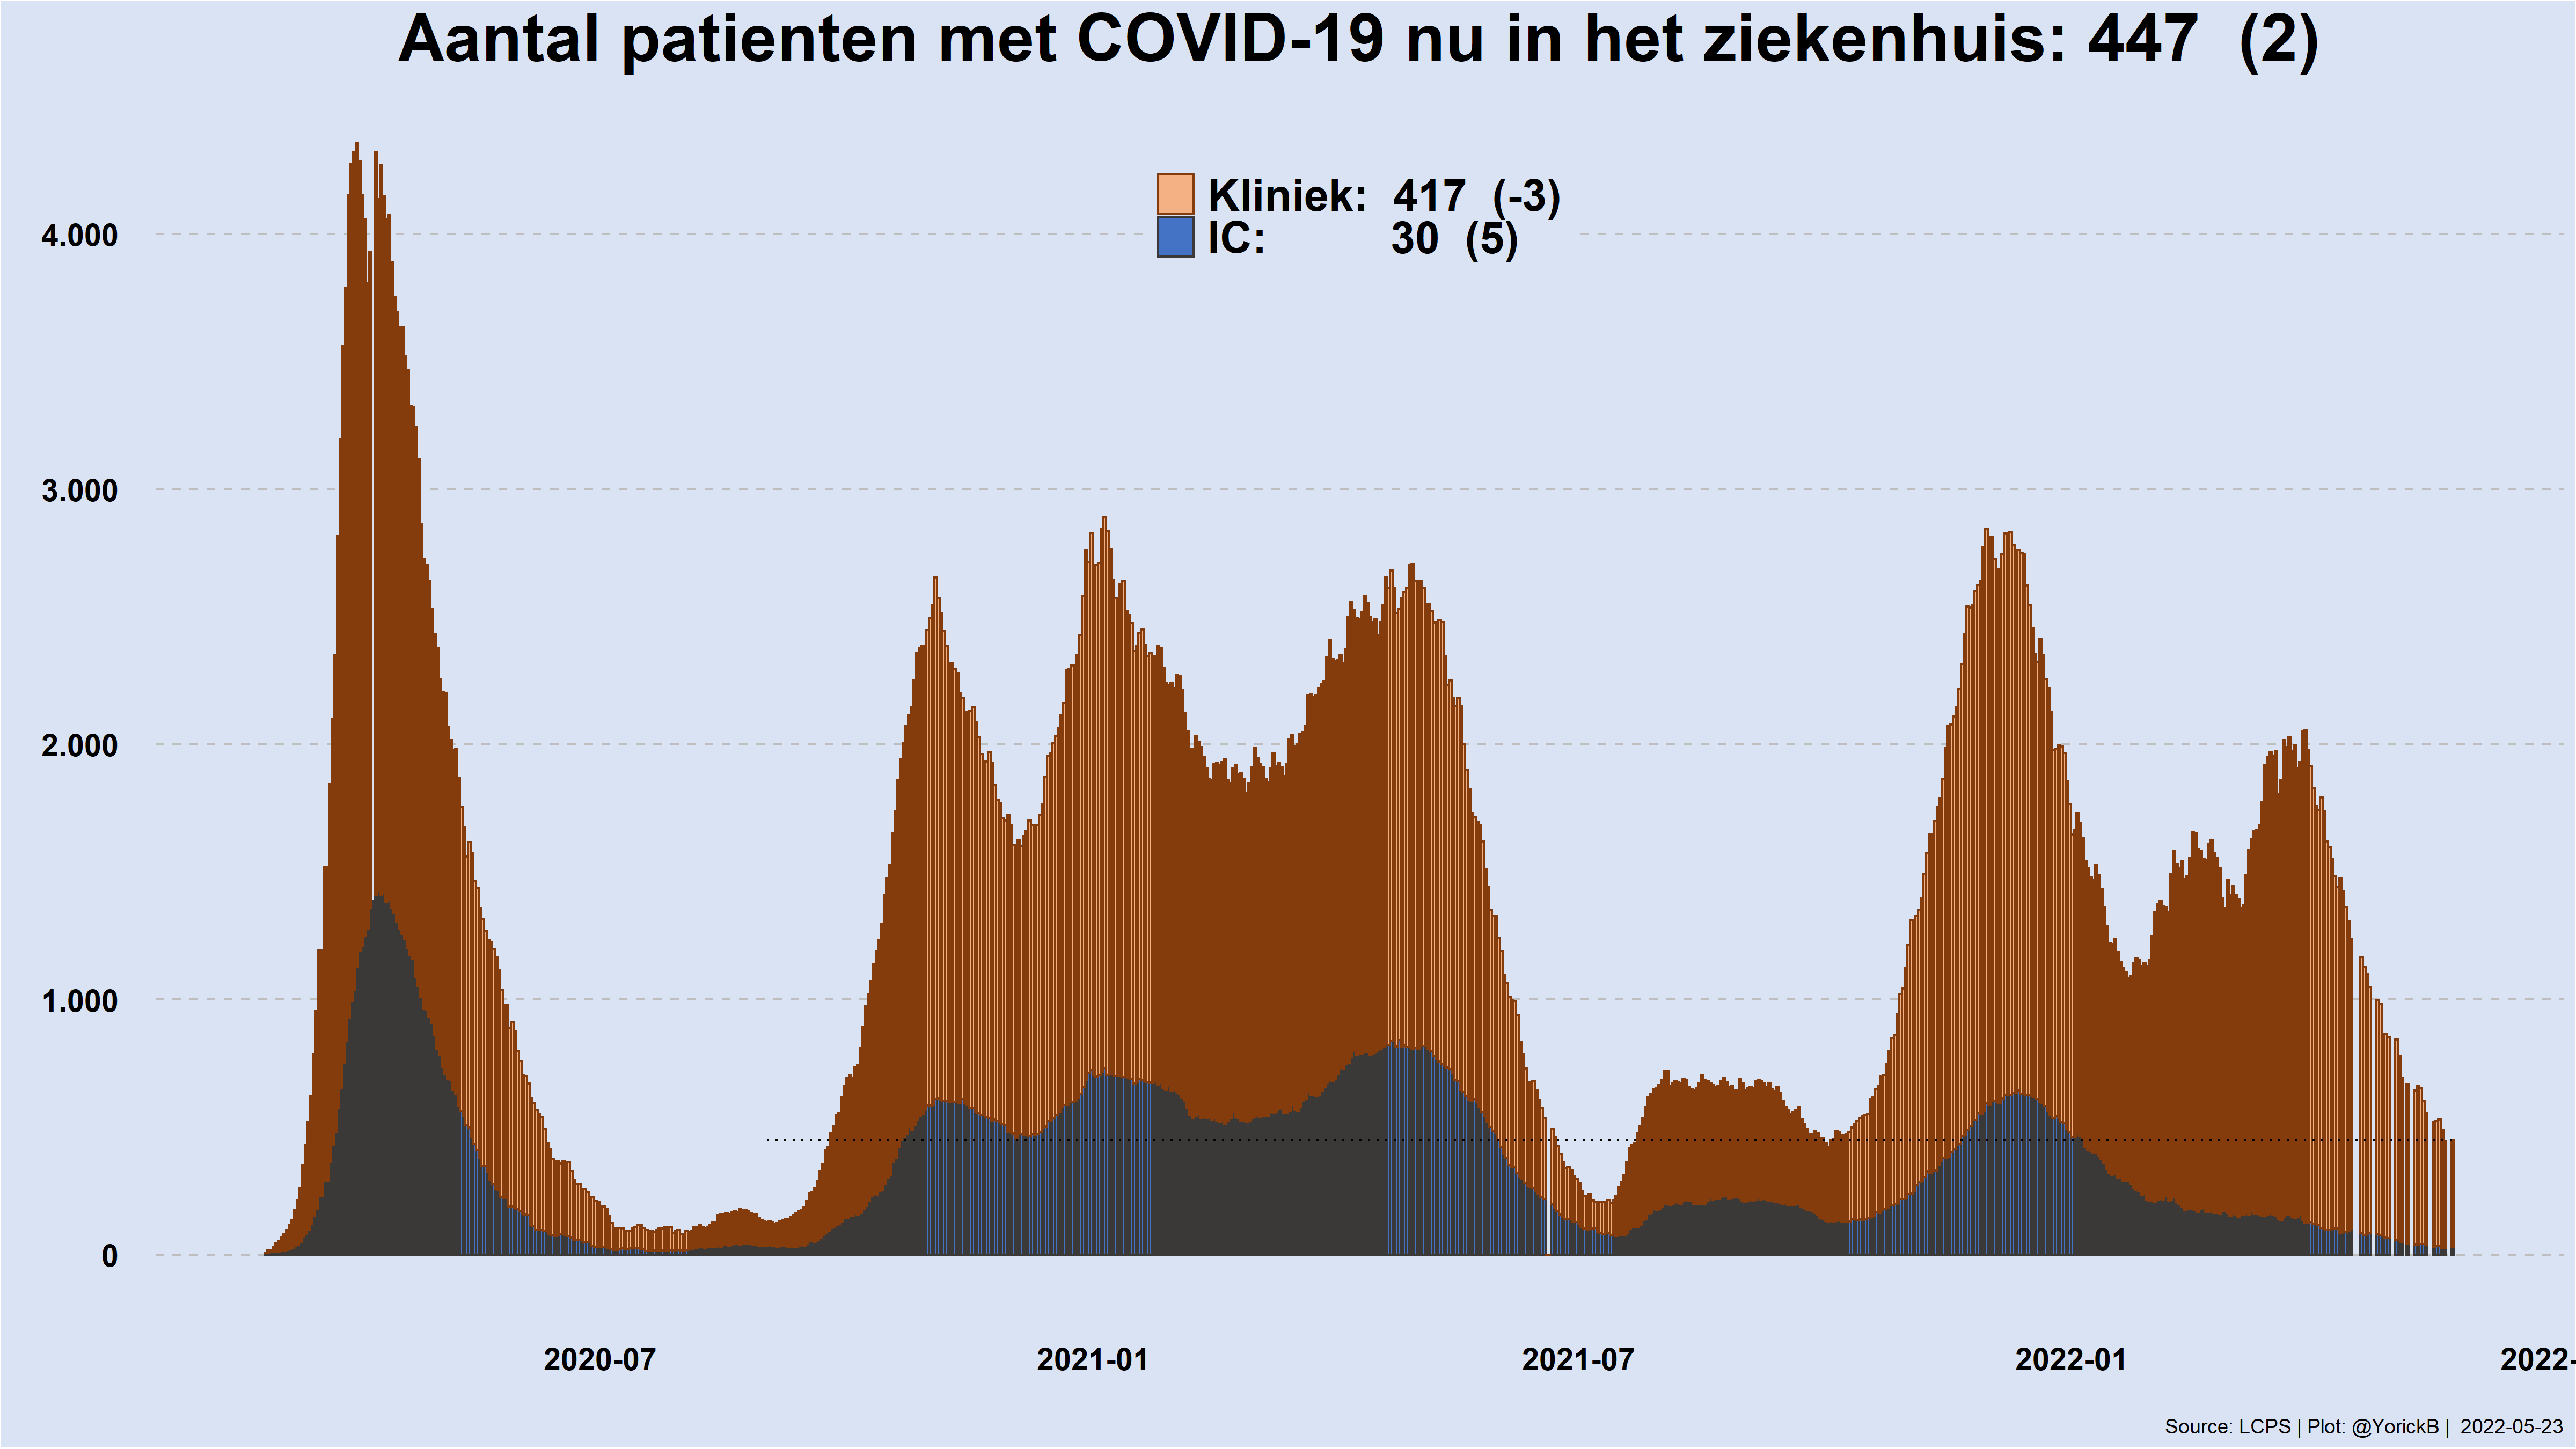 Aantal patienten met COVID-19 nu in het ziekenhuis: 447 (2)
Kliniek: 417 (-3)
IC: 30 (5)
4.000
3.000
2.000
1.000
0
2020-07 2021-01 2021-07 2022-01 2022-
Source: LCPS | Plot: @YorickB | 2022-05-23